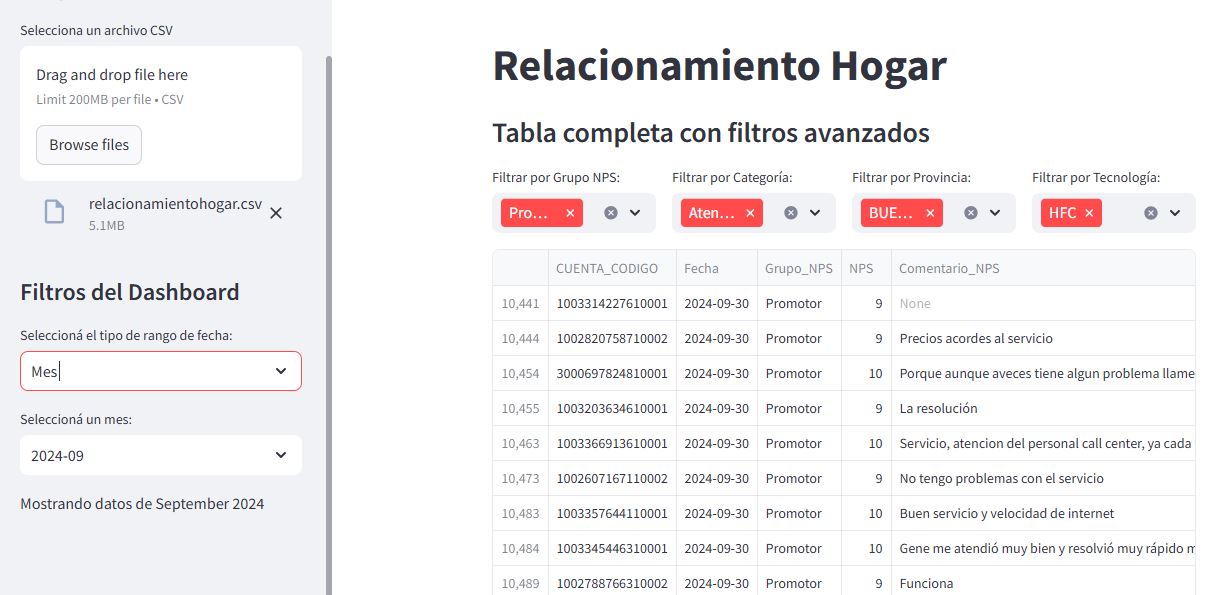 Selecciona un archivo CSV
Drag and drop file here
Limit 200MB per file • CSV
Browse files
relacionamientohogar.csv
5.1MB
Filtros del Dashboard
Seleccioná el tipo de rango de fecha:
Mes
Seleccioná un mes:
2024-09
Mostrando datos de September 2024
Relacionamiento Hogar
Tabla completa con filtros avanzados
Filtrar por Grupo NPS: Filtrar por Categoría: Filtrar por Provincia: Filtrar por Tecnología:
Pro... Aten... BUE... HFC
CUENTA_CODIGO Fecha Grupo_NPS NPS Comentario_NPS
10,441 1003314227610001 2024-09-30 Promotor 9 None
10,444 1002820758710002 2024-09-30 Promotor 9 Precios acordes al servicio
10,454 3000697824810001 2024-09-30 Promotor 10 Porque aunque aveces tiene algun problema llame
10,455 1003203634610001 2024-09-30 Promotor 9 La resolución
10,463 1003366913610001 2024-09-30 Promotor 10 Servicio, atencion del personal call center, ya cada
10,473 1002607167110002 2024-09-30 Promotor 9 No tengo problemas con el servicio
10,483 1003357644110001 2024-09-30 Promotor 10 Buen servicio y velocidad de internet
10,484 1003345446310001 2024-09-30 Promotor 10 Gene me atendió muy bien y resolvió muy rápido m
10,489 1002788766310002 2024-09-30 Promotor 9 Funciona